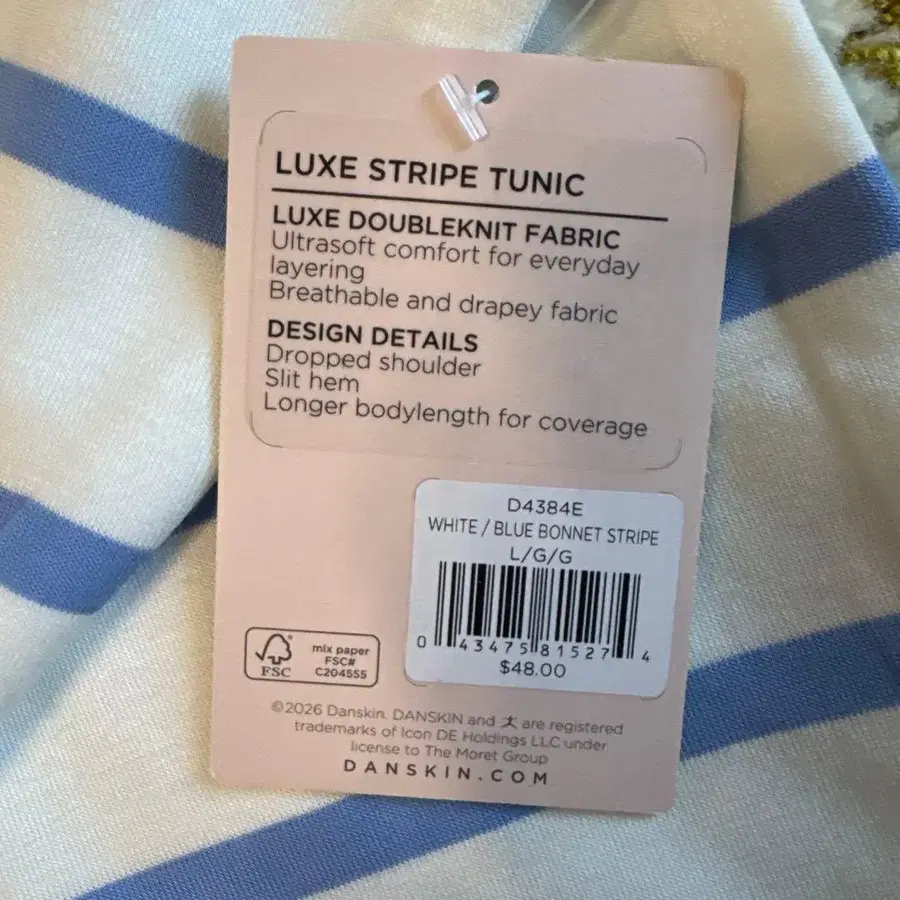 LUXE STRIPE TUNIC
LUXE DOUBLEKNIT FABRIC
Ultrasoft comfort for everyday
layering
Breathable and drapey fabric
DESIGN DETAILS
Dropped shoulder
Slit hem
Longer bodylength for coverage
D4384E
WHITE / BLUE BONNET STRIPE
L/G/G
0 43475 81527 4
$48.00
FSC
mix paper
FSC#
C204555
©2026 Danskin. DANSKIN and are registered
trademarks of Icon DE Holdings LLC under
license to The Moret Group
DANSKIN.COM